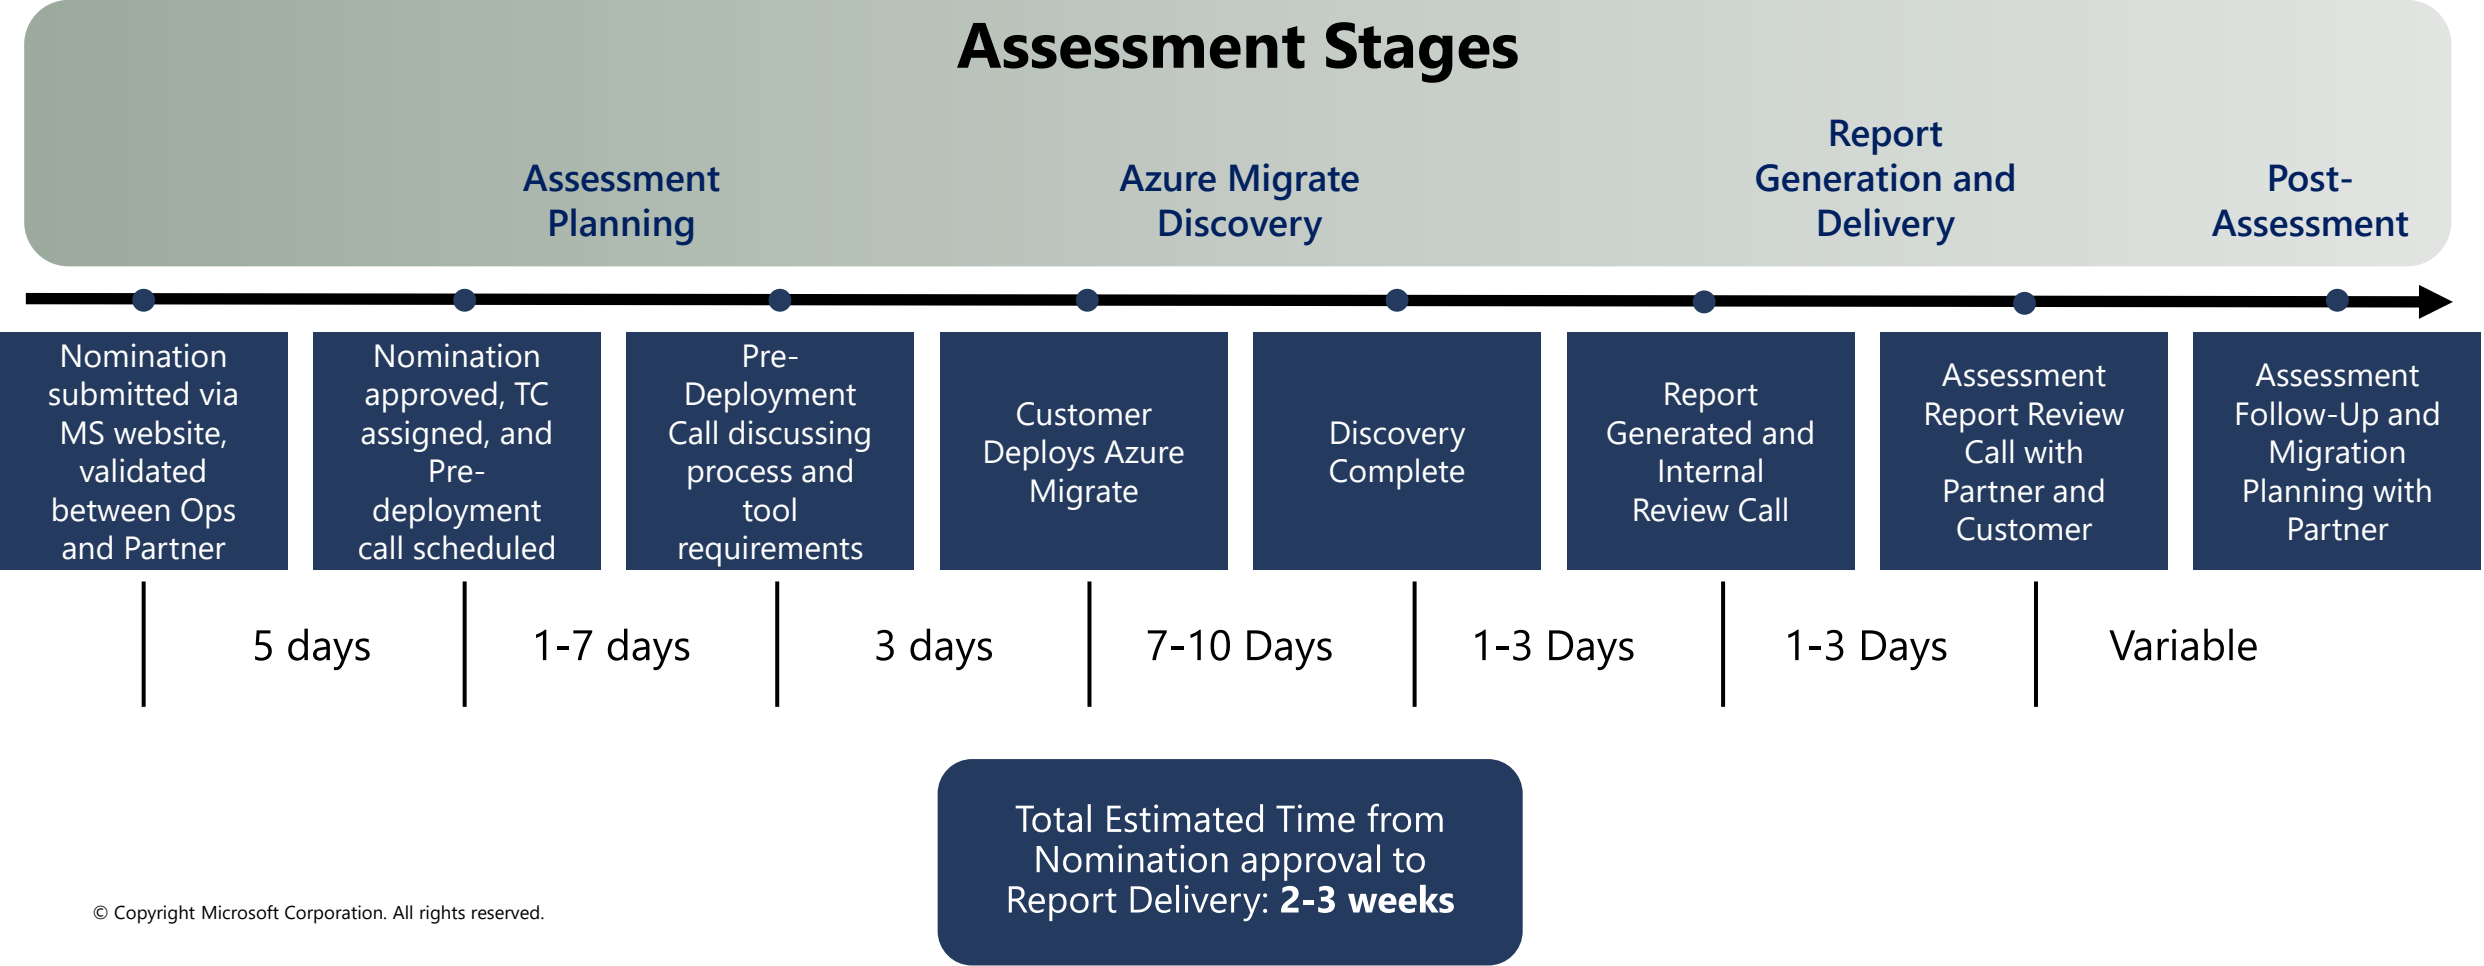 Assessment Stages
Assessment
Planning
Azure Migrate
Discovery
Report
Generation and
Delivery
Post-
Assessment
Nomination
submitted via
MS website,
validated
between Ops
and Partner
Nomination
approved, TC
assigned, and
Pre-
deployment
call scheduled
Pre-
Deployment
Call discussing
process and
tool
requirements
Customer
Deploys Azure
Migrate
Discovery
Complete
Report
Generated and
Internal
Review Call
Assessment
Report Review
Call with
Partner and
Customer
Assessment
Follow-Up and
Migration
Planning with
Partner
5 days
1-7 days
3 days
7-10 Days
1-3 Days
1-3 Days
Variable
Total Estimated Time from
Nomination approval to
Report Delivery: 2-3 weeks
© Copyright Microsoft Corporation. All rights reserved.